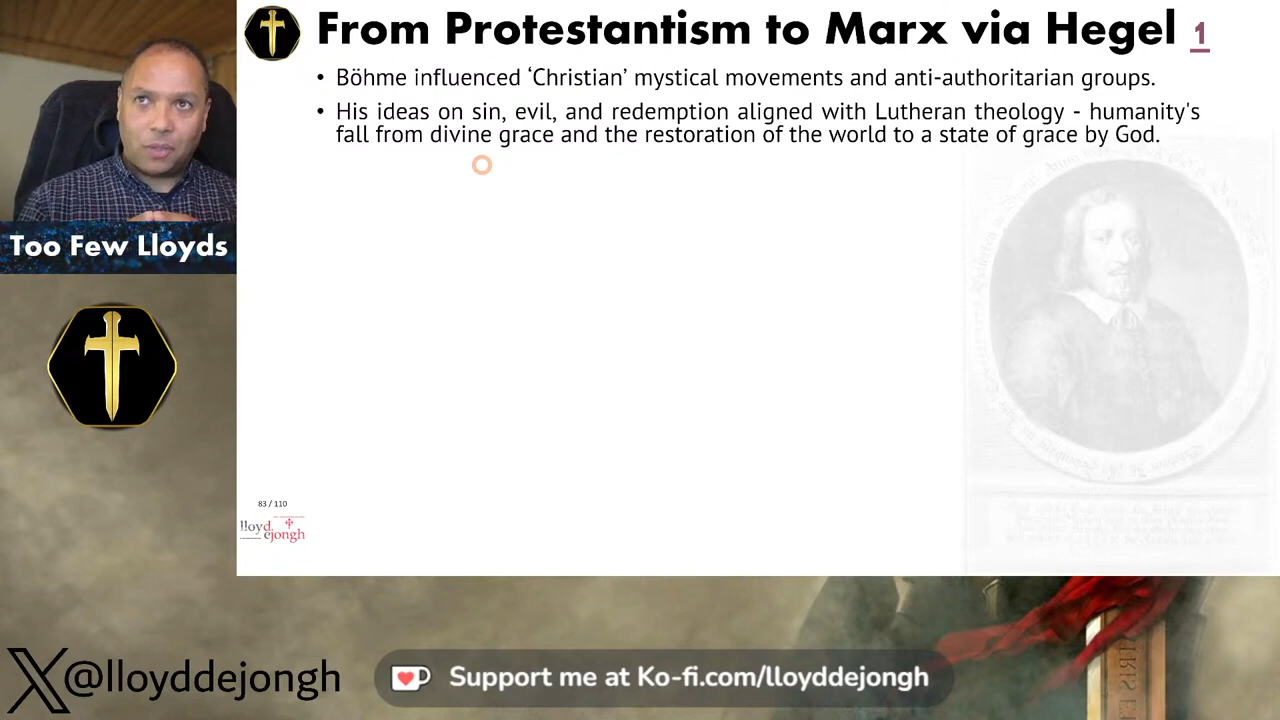 From Protestantism to Marx via Hegel 1
• Böhme influenced ‘Christian’ mystical movements and anti-authoritarian groups.
• His ideas on sin, evil, and redemption aligned with Lutheran theology - humanity's
fall from divine grace and the restoration of the world to a state of grace by God.
Too Few Lloyds
83 / 110
lloyd
ejongh
@lloyddejongh
Support me at Ko-fi.com/lloyddejongh